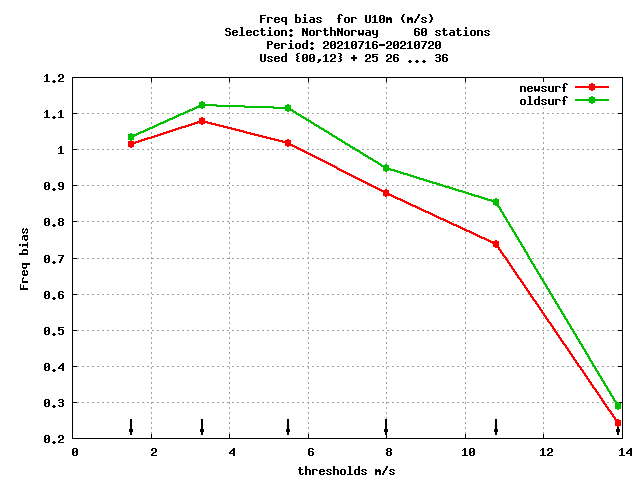 Freq bias  for U10m (m/s)
Selection: NorthNorway     60 stations
Period: 20210716-20210720
Used {00,12} + 25 26 ... 36
newsurf
oldsurf
1.2
1.1
1
0.9
0.8
0.7
0.6
0.5
0.4
0.3
0.2
Freq bias
0 2 4 6 8 10 12 14
thresholds m/s